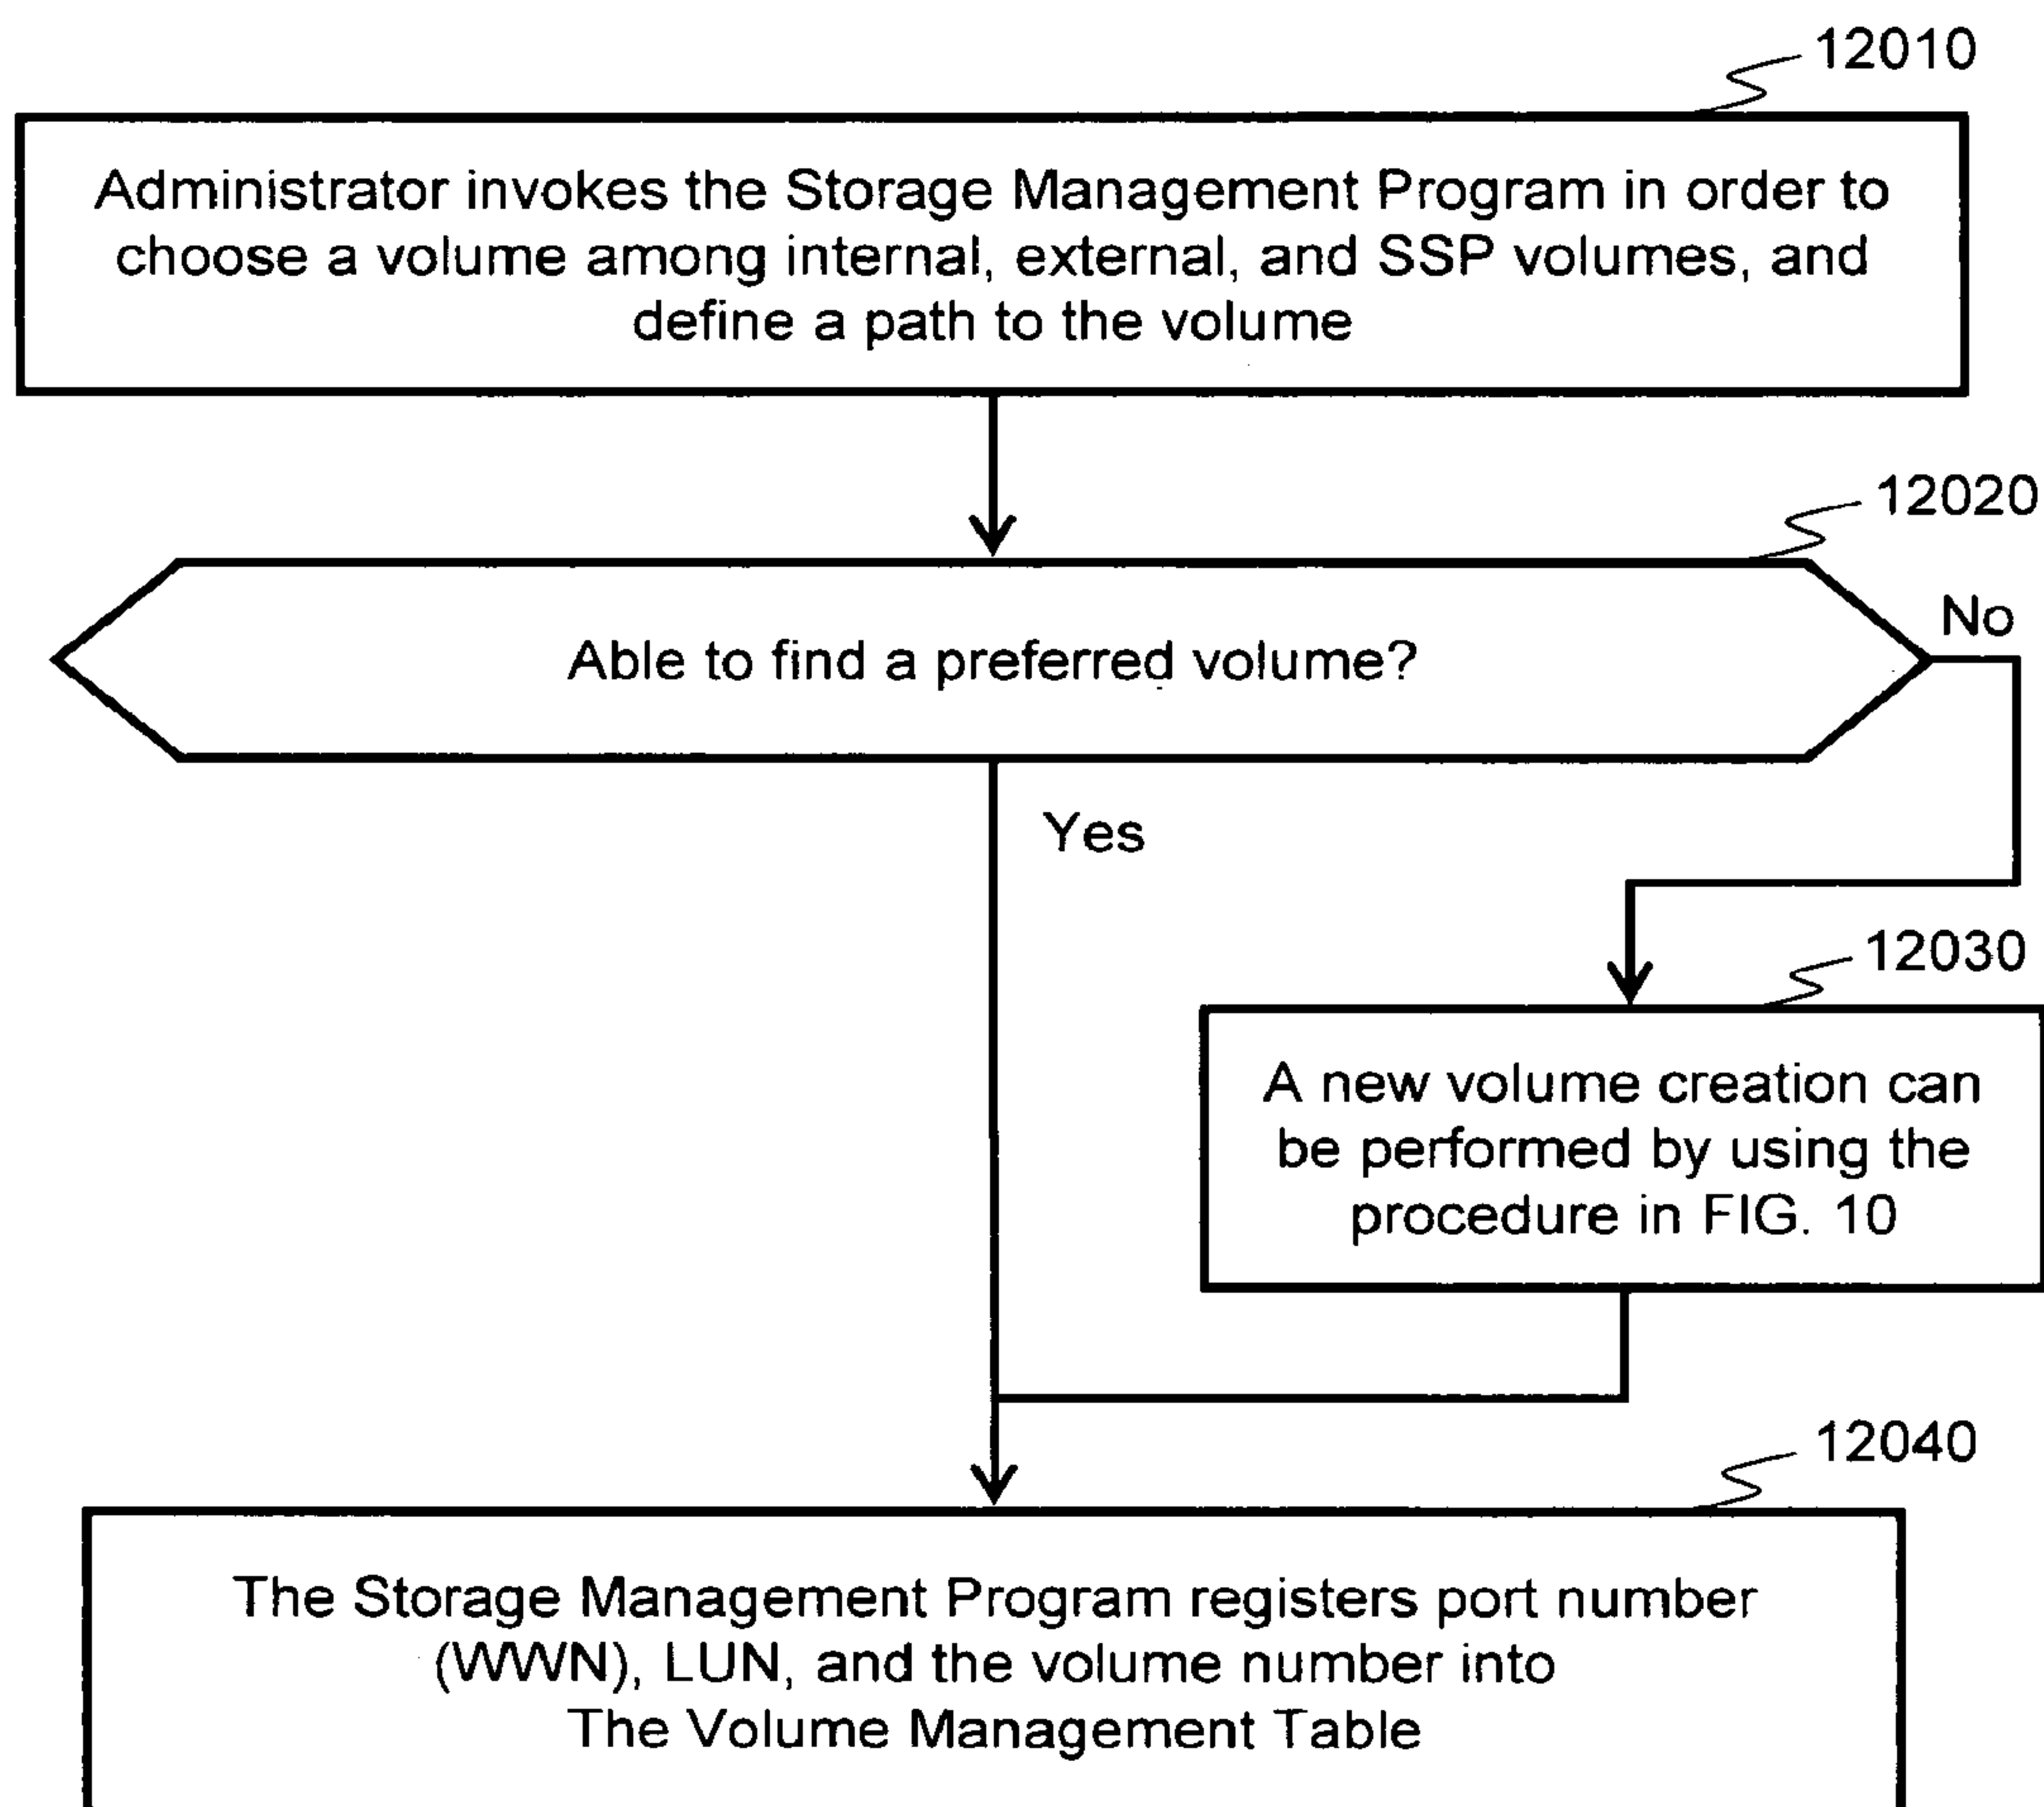 12010
Administrator invokes the Storage Management Program in order to
choose a volume among internal, external, and SSP volumes, and
define a path to the volume
12020
Able to find a preferred volume?
No
Yes
12030
A new volume creation can
be performed by using the
procedure in FIG. 10
12040
The Storage Management Program registers port number
(WWN), LUN, and the volume number into
The Volume Management Table